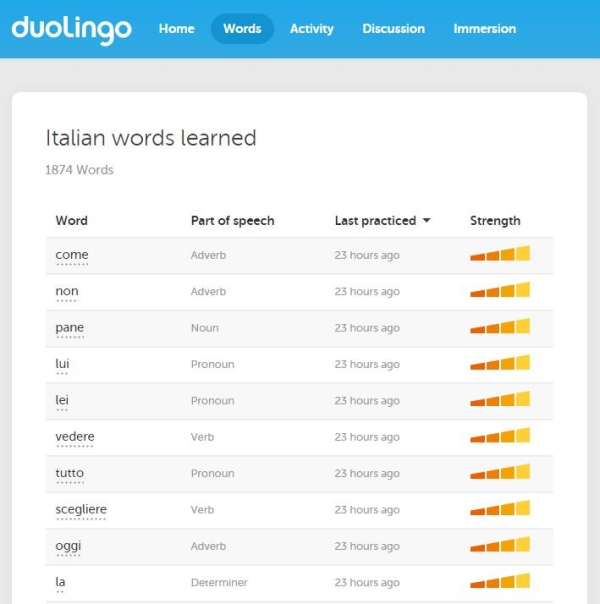 duolingo Home Words Activity Discussion Immersion
Italian words learned
1874 Words
Word Part of speech Last practiced Strength
come Adverb 23 hours ago
non Adverb 23 hours ago
pane Noun 23 hours ago
lui Pronoun 23 hours ago
lei Pronoun 23 hours ago
vedere Verb 23 hours ago
tutto Pronoun 23 hours ago
scegliere Verb 23 hours ago
oggi Adverb 23 hours ago
la Determiner 23 hours ago